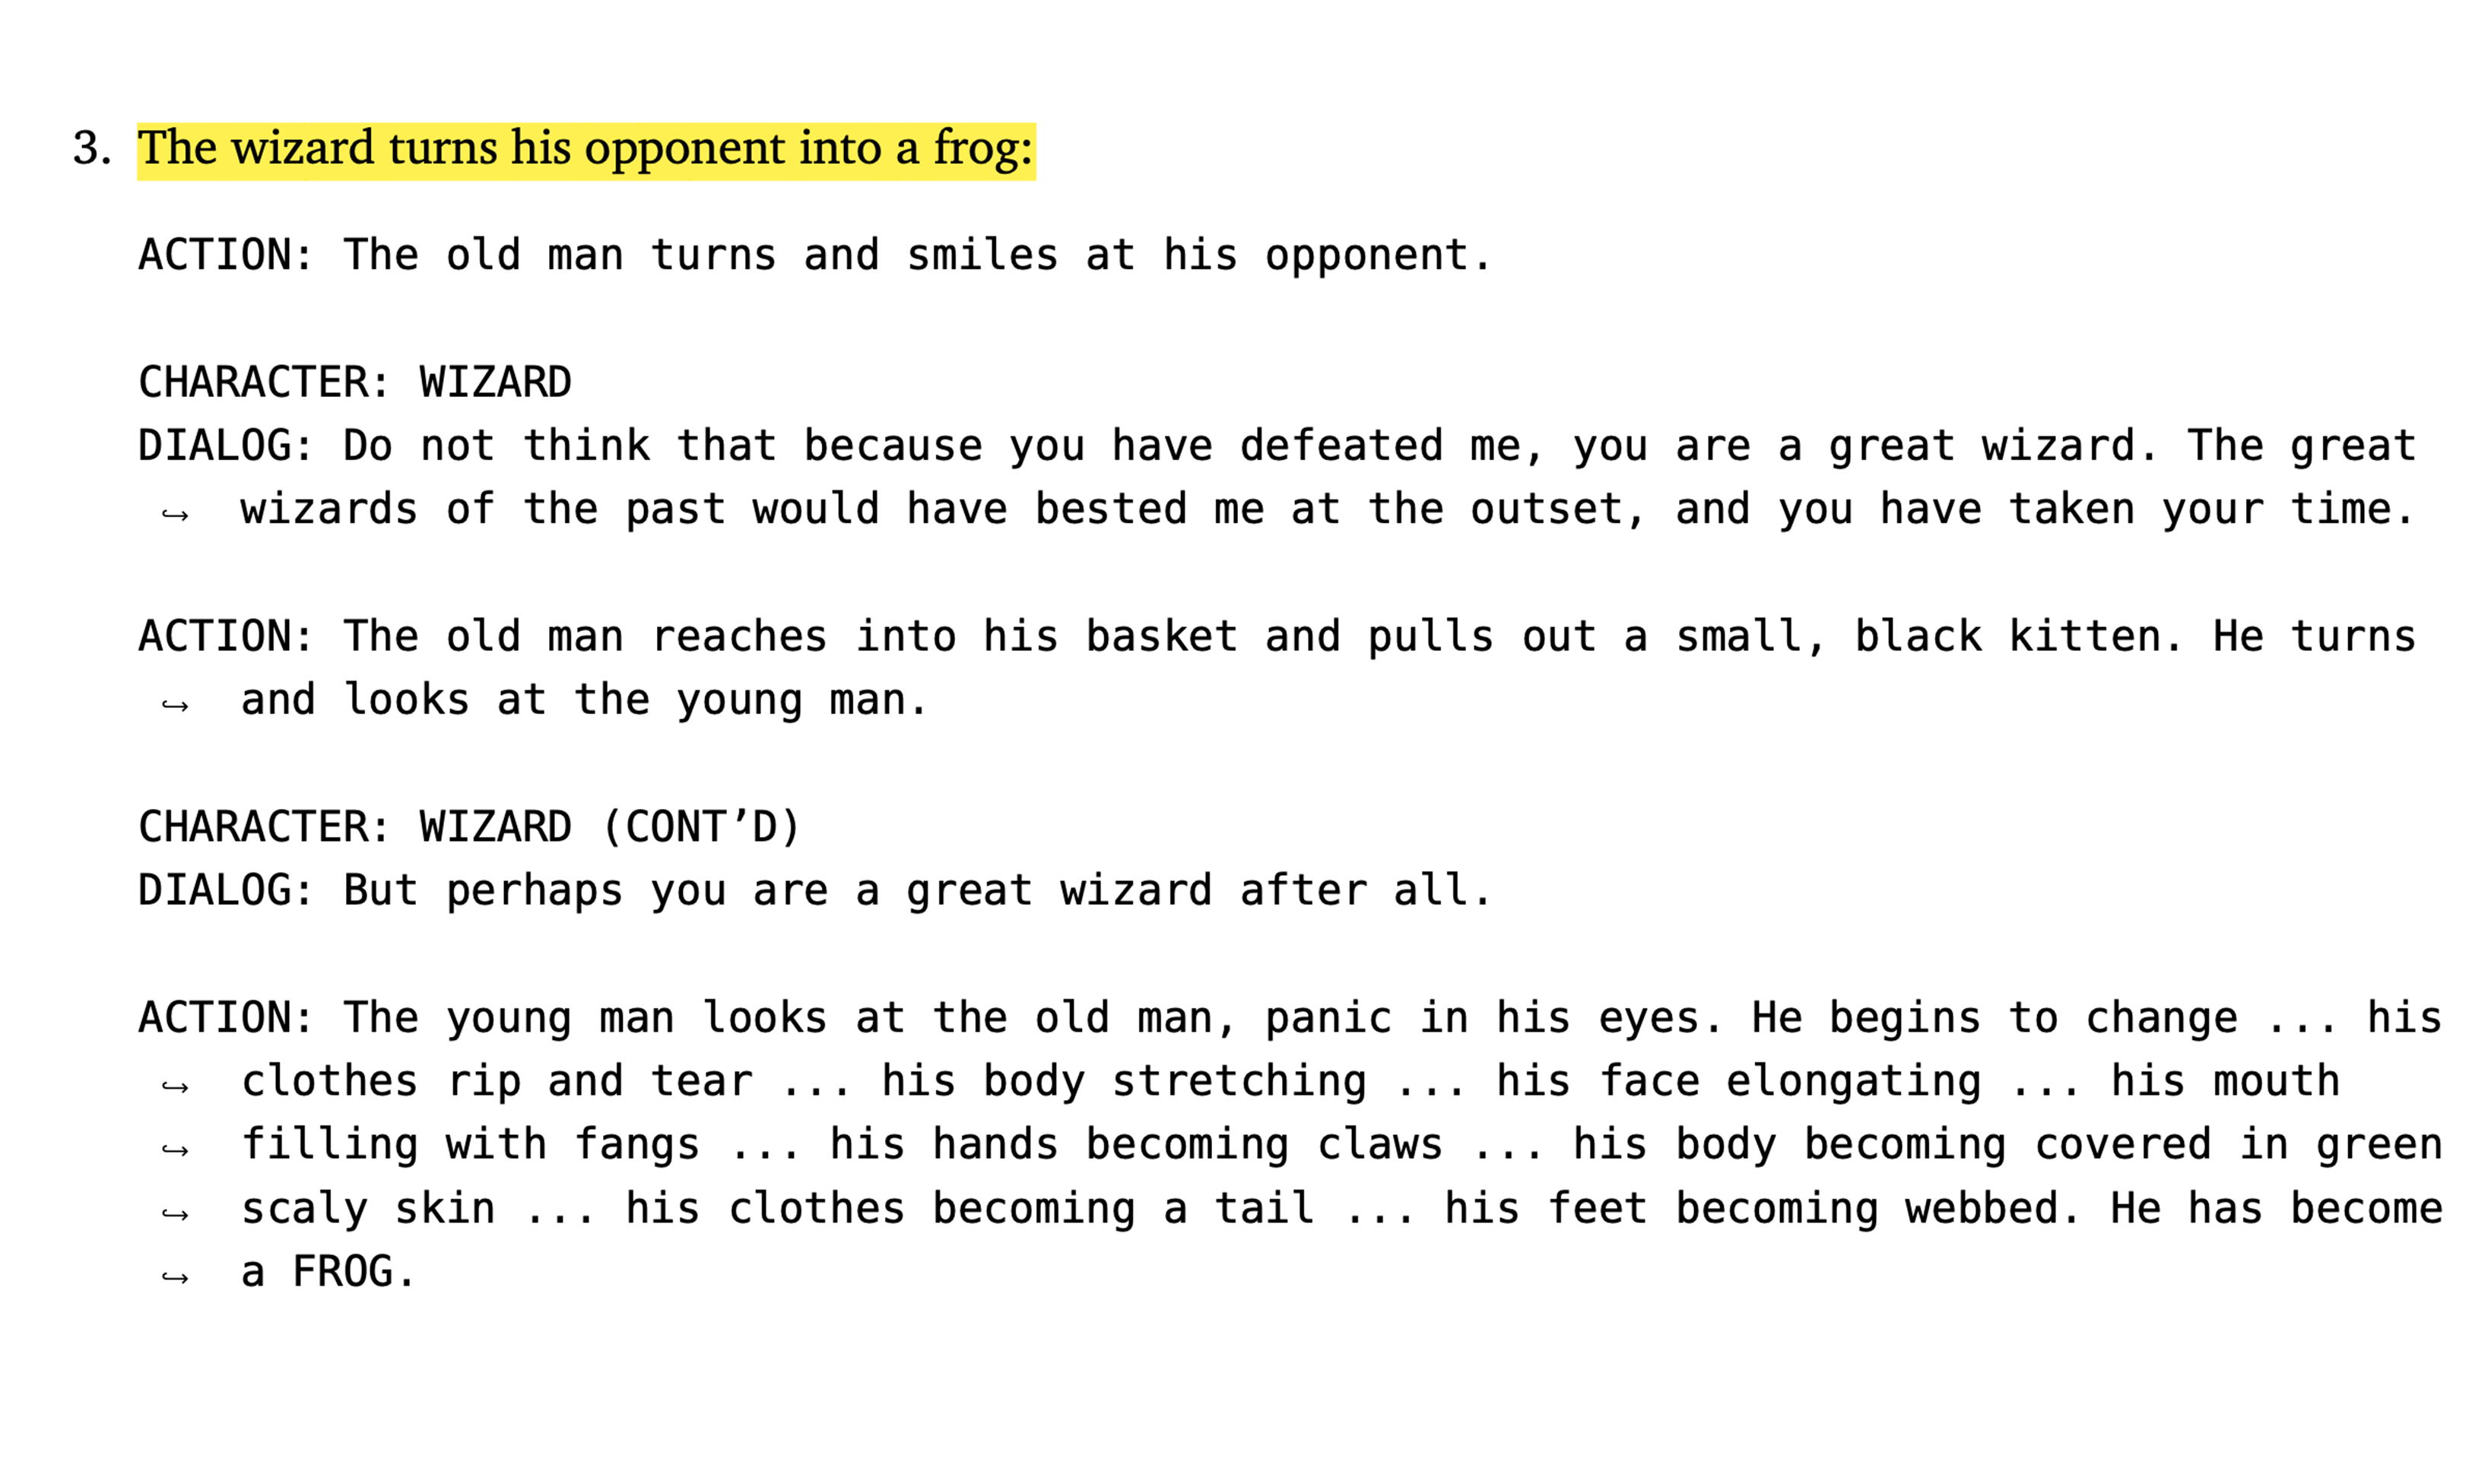 3. The wizard turns his opponent into a frog:
ACTION: The old man turns and smiles at his opponent.
CHARACTER: WIZARD
DIALOG: Do not think that because you have defeated me, you are a great wizard. The great
↪ wizards of the past would have bested me at the outset, and you have taken your time.
ACTION: The old man reaches into his basket and pulls out a small, black kitten. He turns
↪ and looks at the young man.
CHARACTER: WIZARD (CONT’D)
DIALOG: But perhaps you are a great wizard after all.
ACTION: The young man looks at the old man, panic in his eyes. He begins to change ... his
↪ clothes rip and tear ... his body stretching ... his face elongating ... his mouth
↪ filling with fangs ... his hands becoming claws ... his body becoming covered in green
↪ scaly skin ... his clothes becoming a tail ... his feet becoming webbed. He has become
↪ a FROG.